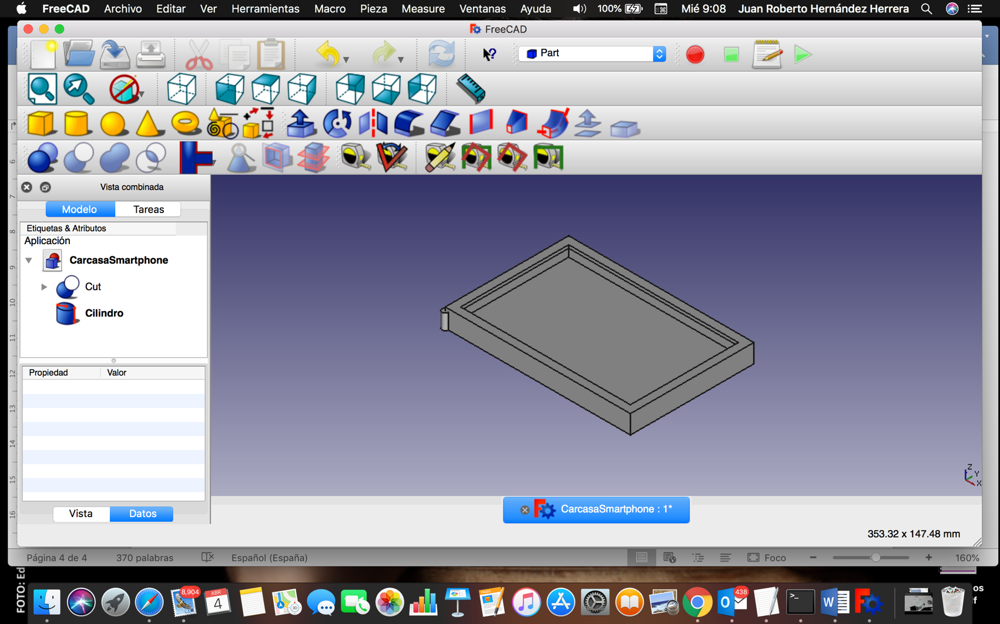 FreeCAD Archivo Editar Ver Herramientas Macro Pieza Measure Ventanas Ayuda 100% Mié 9:08 Juan Roberto Hernández Herrera
FreeCAD
Part
Vista combinada
Modelo Tareas
Etiquetas & Atributos
Aplicación
CarcasaSmartphone
Cut
Cilindro
Propiedad Valor
Vista Datos
Z
Y
X
CarcasaSmartphone : 1*
353.32 x 147.48 mm
6
7
8
9
10
11
12
13
14
15
16
Página 4 de 4 370 palabras Español (España) Foco 160%
FOTO: Ed
os
if
8,904
ABR
4
438